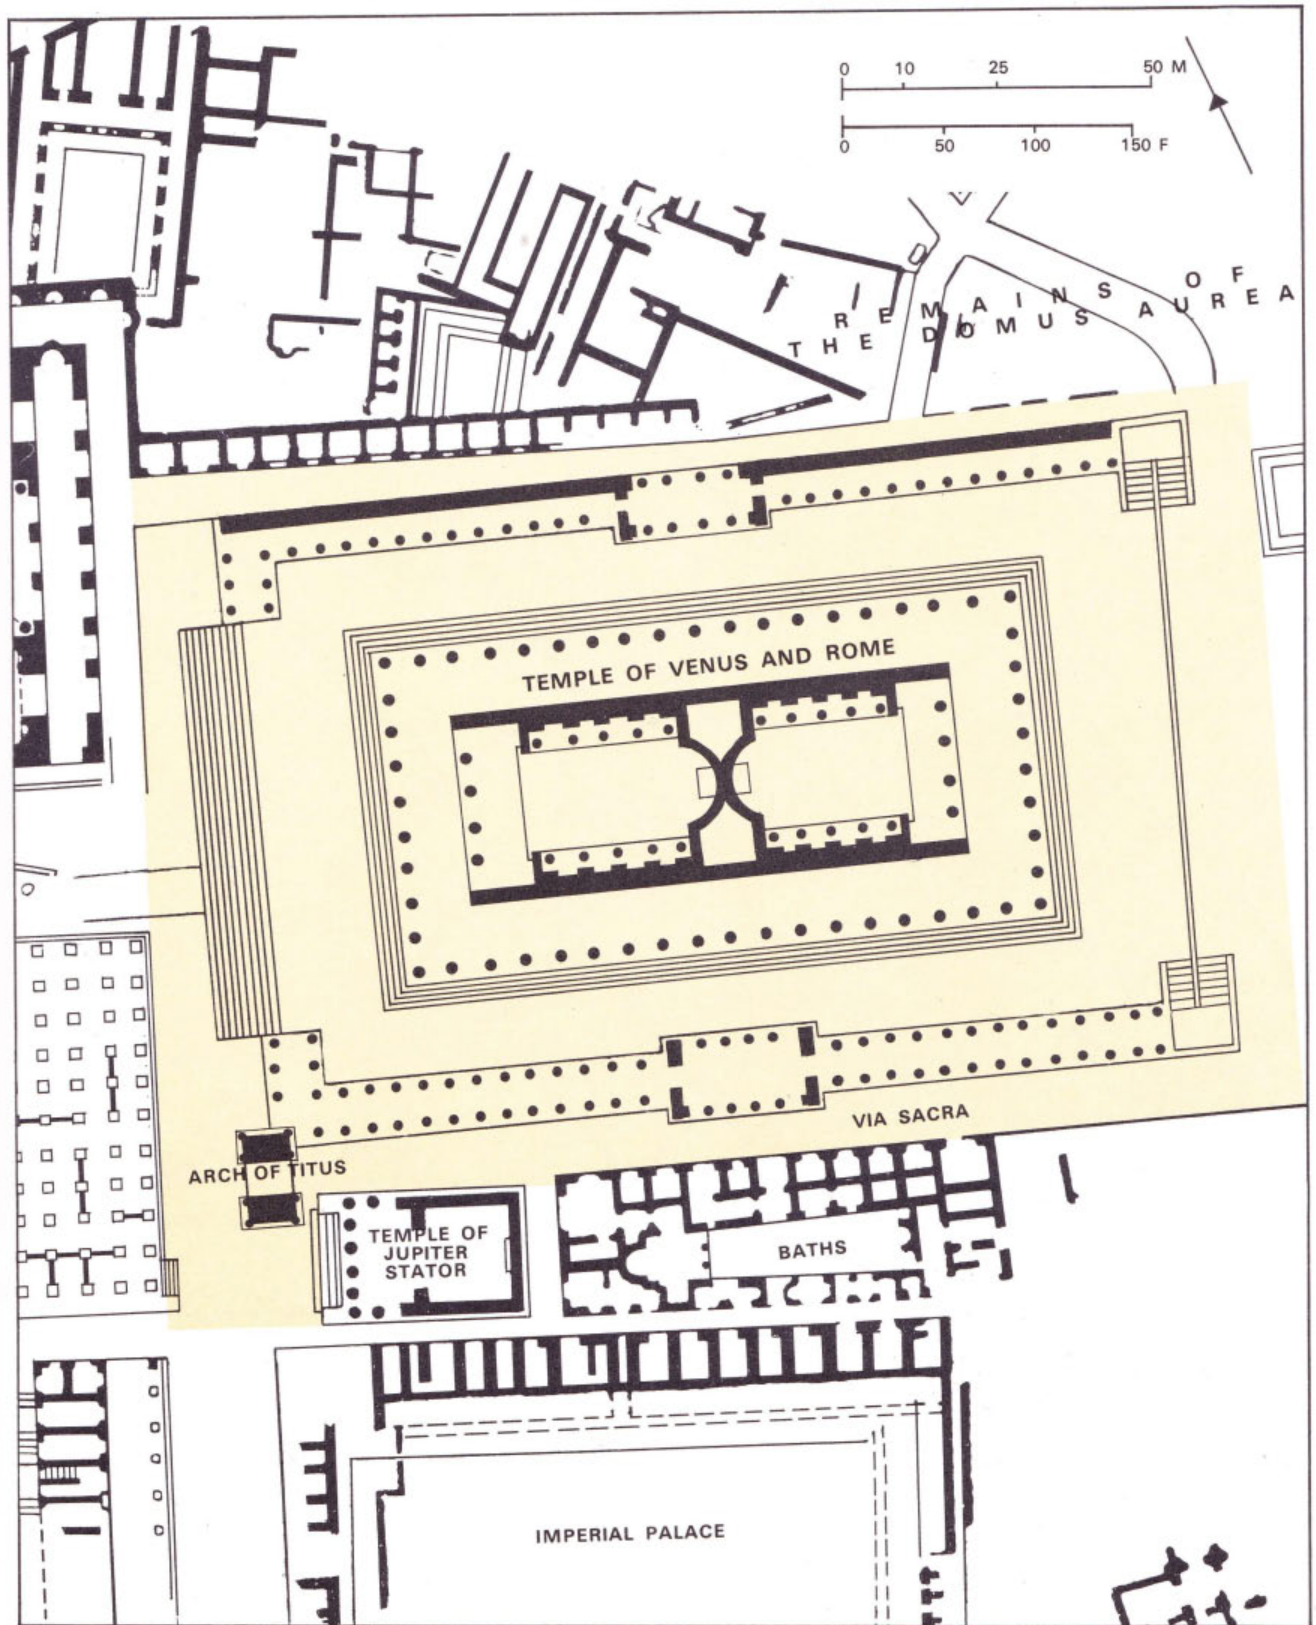 0 10 25 50 M
0 50 100 150 F
REMAINS OF
THE DOMUS AUREA
TEMPLE OF VENUS AND ROME
VIA SACRA
ARCH OF TITUS
TEMPLE OF
JUPITER
STATOR
BATHS
IMPERIAL PALACE